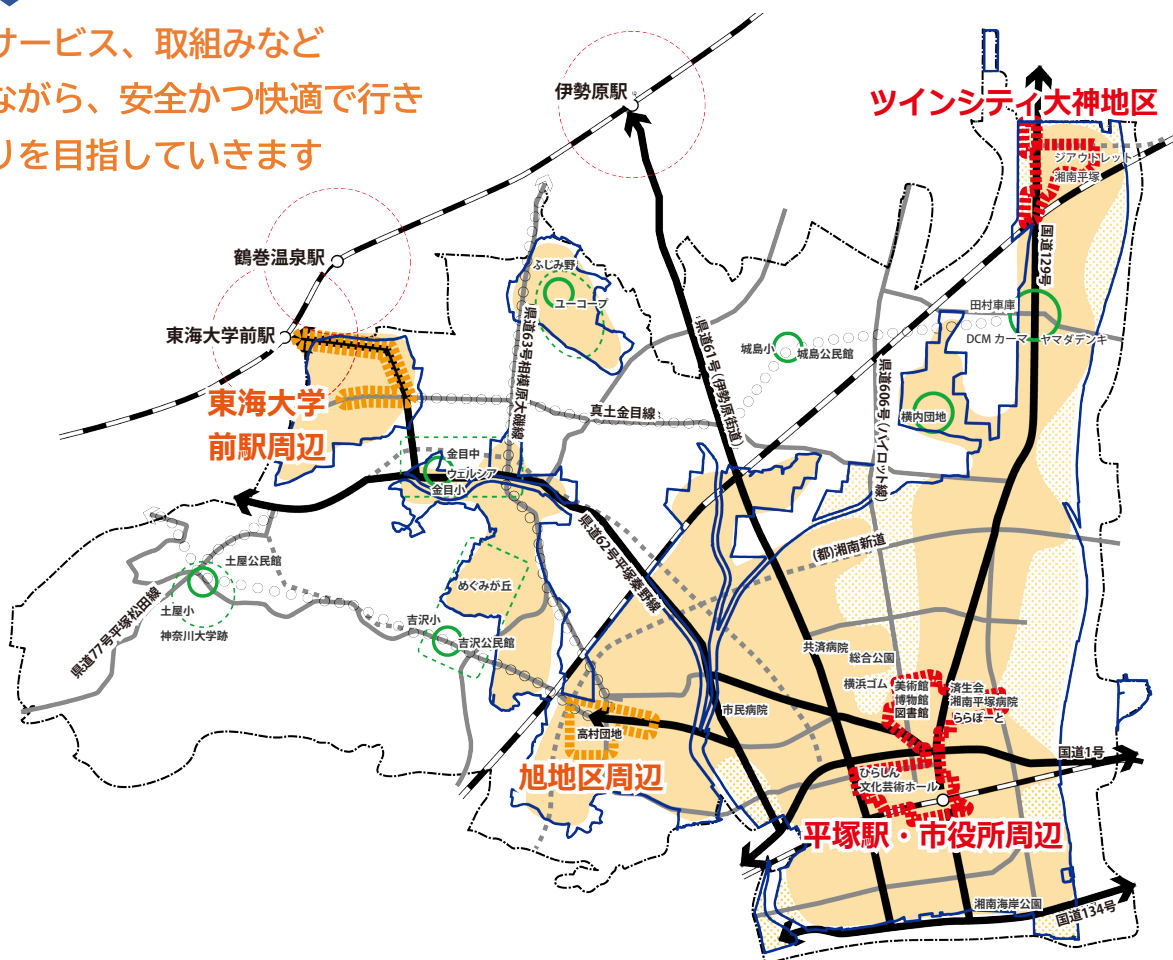 サービス、取組みなど
ながら、安全かつ快適で行き
りを目指していきます
伊勢原駅
ツインシティ大神地区
ジアウトレット
湘南平塚
鶴巻温泉駅
東海大学前駅
東海大学
前駅周辺
ふじみ野
ユーコープ
県道63号相模原大磯線
県道61号(伊勢原街道)
国道129号
田村車庫
DCM カーマ
ヤマダデンキ
城島小
城島公民館
県道606号(パイロット線)
横内団地
真土金目線
金目中
ウェルシア
金目小
県道62号平塚秦野線
(都)湘南新道
土屋公民館
土屋小
神奈川大学跡
県道77号平塚松田線
めぐみが丘
吉沢小
吉沢公民館
共済病院
総合公園
横浜ゴム
美術館
博物館
図書館
済生会
湘南平塚病院
ららぽーと
市民病院
高村団地
旭地区周辺
国道1号
ひらしん
文化芸術ホール
平塚駅・市役所周辺
湘南海岸公園
国道134号